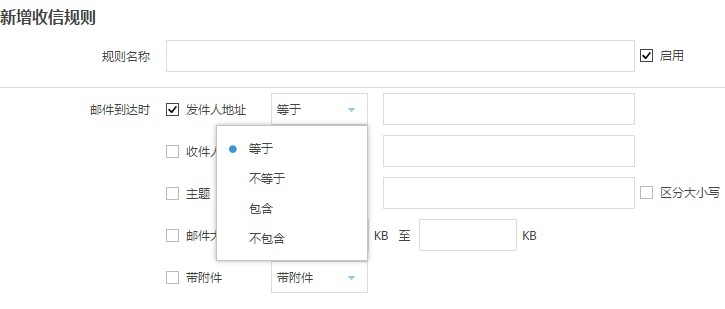 新增收信规则
规则名称 启用
邮件到达时 发件人地址 等于
收件人
等于
不等于
主题 区分大小写
包含
邮件大 KB 至 KB
不包含
带附件 带附件